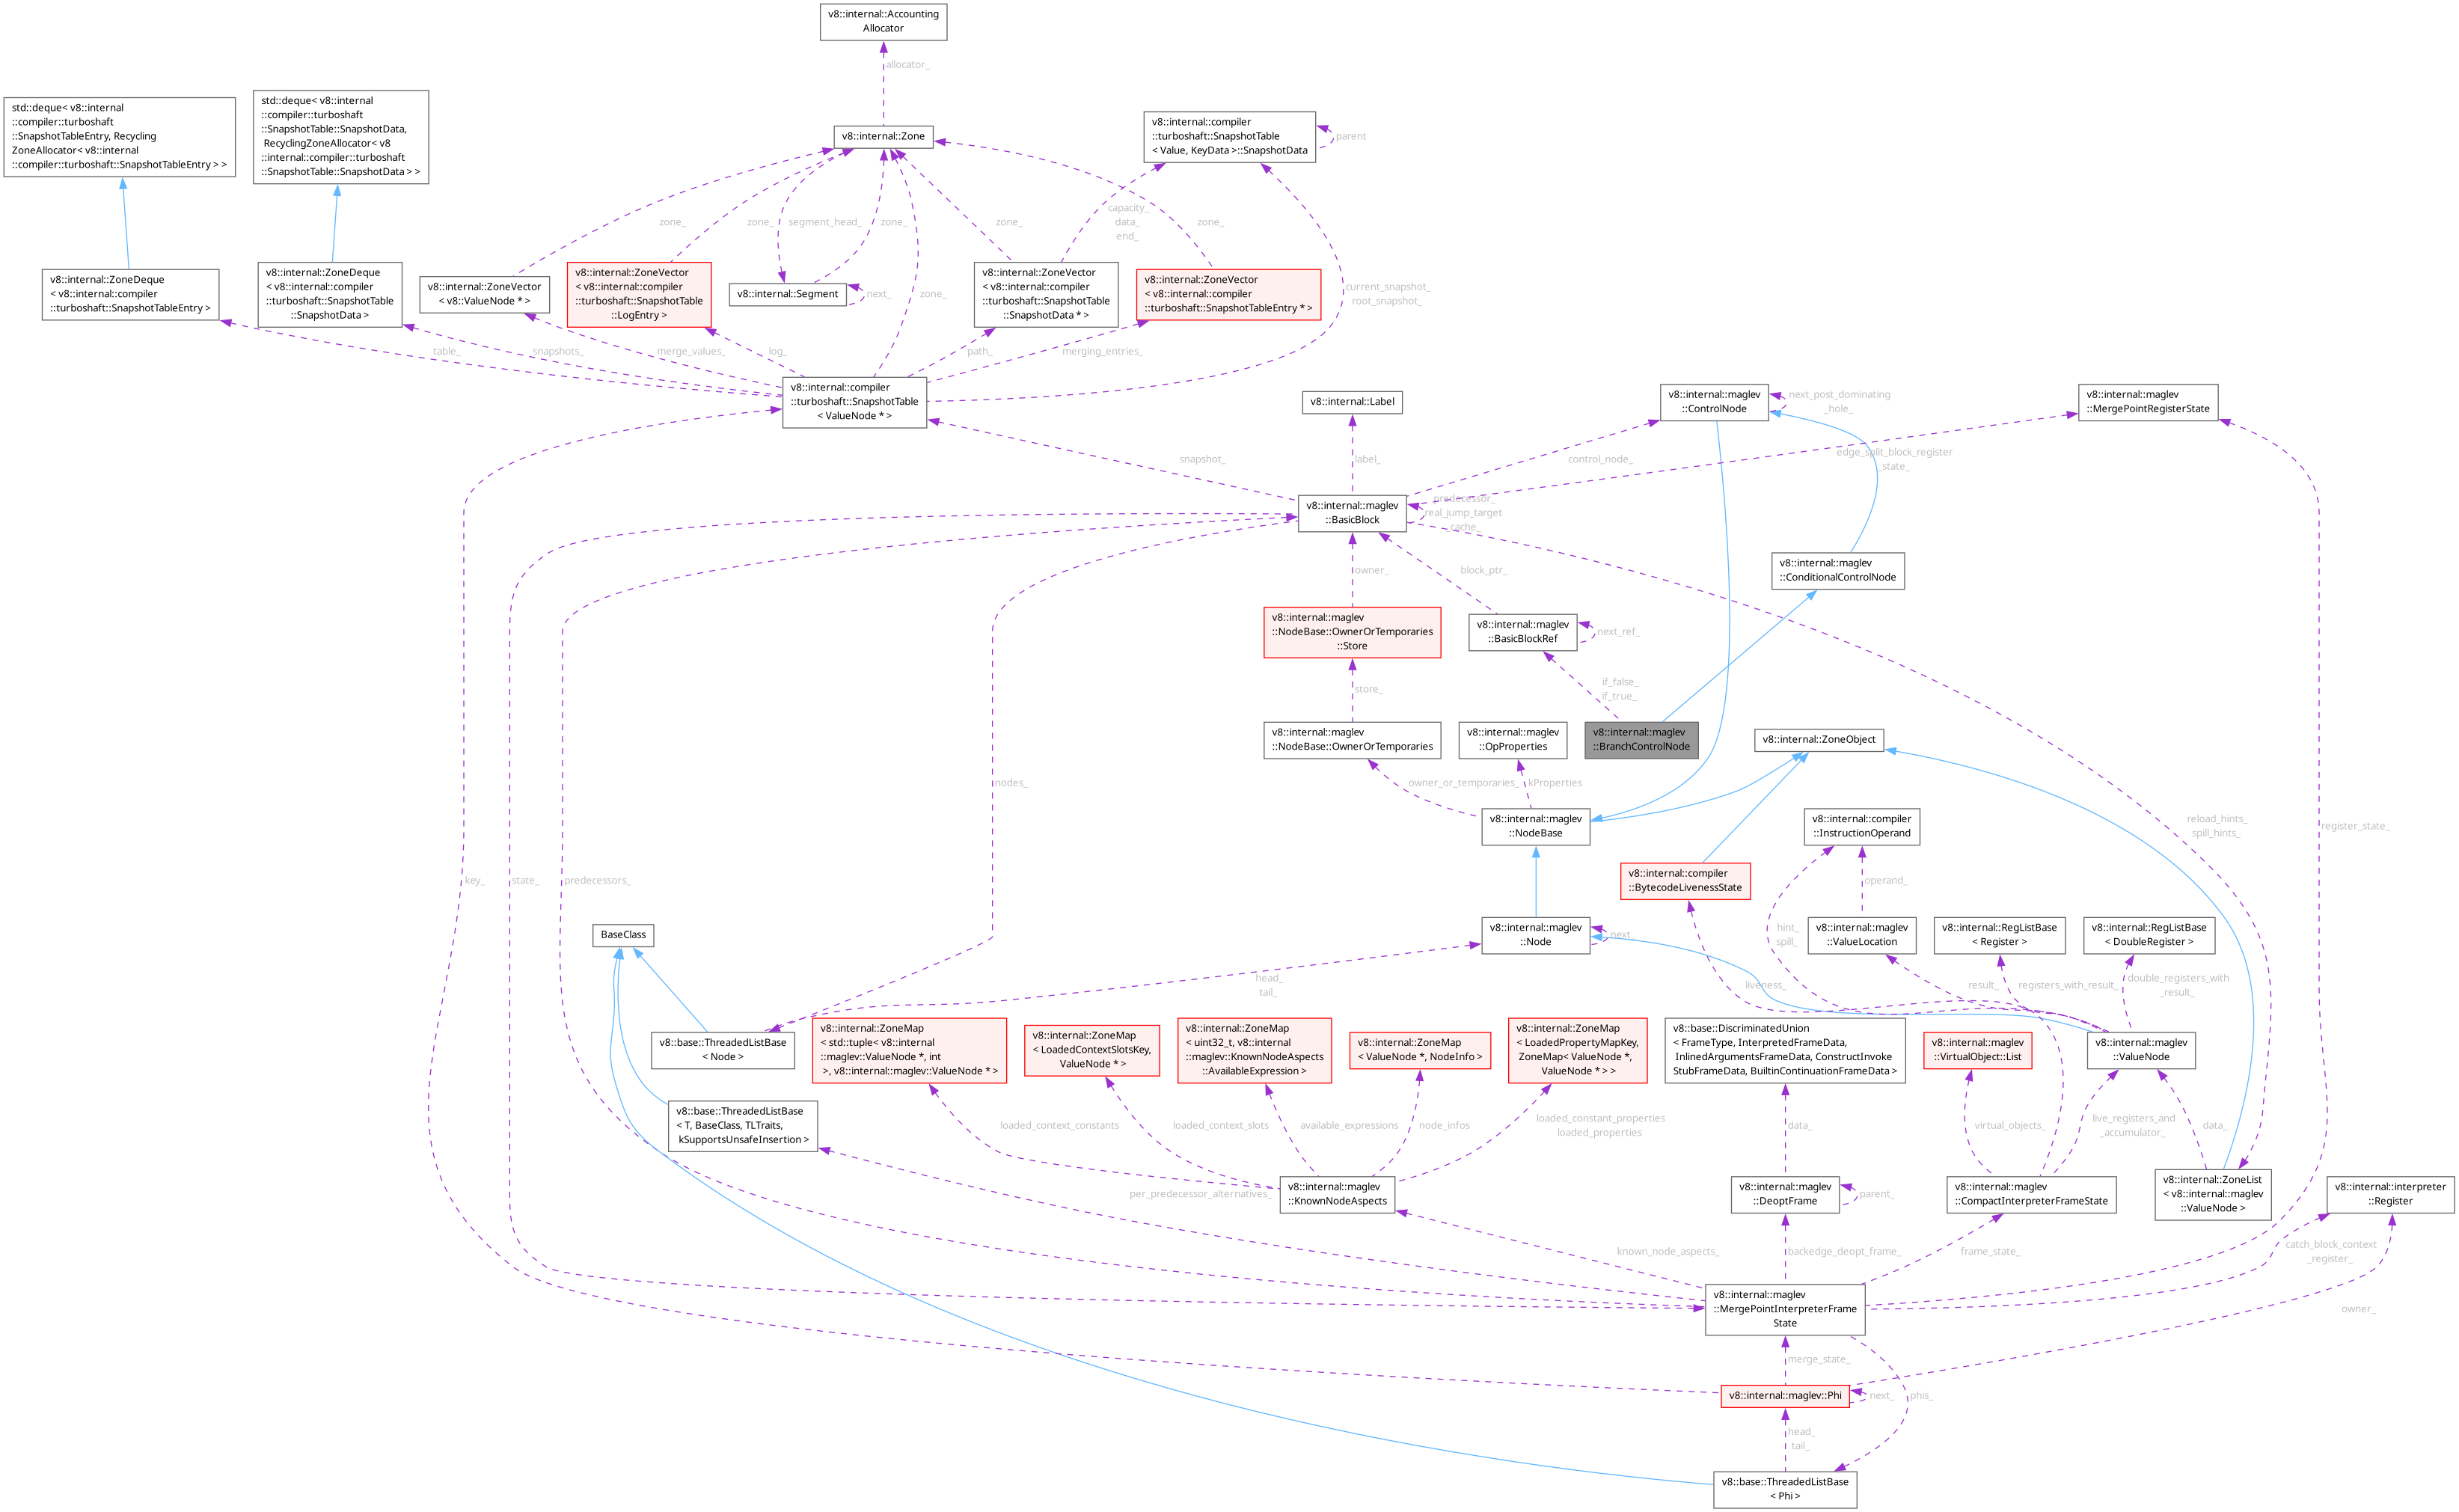 v8::internal::Accounting
Allocator
allocator_
std::deque< v8::internal
::compiler::turboshaft
::SnapshotTableEntry, Recycling
ZoneAllocator< v8::internal
::compiler::turboshaft::SnapshotTableEntry > >
std::deque< v8::internal
::compiler::turboshaft
::SnapshotTable::SnapshotData,
RecyclingZoneAllocator< v8
::internal::compiler::turboshaft
::SnapshotTable::SnapshotData > >
v8::internal::Zone
v8::internal::compiler
::turboshaft::SnapshotTable
< Value, KeyData >::SnapshotData
parent
zone_
zone_
segment_head_
zone_
zone_
capacity_
data_
end_
zone_
v8::internal::ZoneDeque
< v8::internal::compiler
::turboshaft::SnapshotTableEntry >
v8::internal::ZoneDeque
< v8::internal::compiler
::turboshaft::SnapshotTable
::SnapshotData >
v8::internal::ZoneVector
< v8::ValueNode * >
v8::internal::ZoneVector
< v8::internal::compiler
::turboshaft::SnapshotTable
::LogEntry >
v8::internal::Segment
next_
zone_
v8::internal::ZoneVector
< v8::internal::compiler
::turboshaft::SnapshotTable
::SnapshotData * >
v8::internal::ZoneVector
< v8::internal::compiler
::turboshaft::SnapshotTableEntry * >
current_snapshot_
root_snapshot_
table_
snapshots_
merge_values_
log_
path_
merging_entries_
v8::internal::compiler
::turboshaft::SnapshotTable
< ValueNode * >
v8::internal::Label
v8::internal::maglev
::ControlNode
next_post_dominating
_hole_
v8::internal::maglev
::MergePointRegisterState
snapshot_
label_
control_node_
edge_split_block_register
_state_
v8::internal::maglev
::BasicBlock
predecessor_
real_jump_target
_cache_
v8::internal::maglev
::ConditionalControlNode
owner_
block_ptr_
v8::internal::maglev
::NodeBase::OwnerOrTemporaries
::Store
v8::internal::maglev
::BasicBlockRef
next_ref_
store_
if_false_
if_true_
v8::internal::maglev
::NodeBase::OwnerOrTemporaries
v8::internal::maglev
::OpProperties
v8::internal::maglev
::BranchControlNode
v8::internal::ZoneObject
nodes_
owner_or_temporaries_
kProperties
v8::internal::maglev
::NodeBase
v8::internal::compiler
::InstructionOperand
reload_hints_
spill_hints_
register_state_
key_
state_
predecessors_
v8::internal::compiler
::BytecodeLivenessState
operand_
BaseClass
v8::internal::maglev
::Node
next_
hint_
spill_
v8::internal::maglev
::ValueLocation
v8::internal::RegListBase
< Register >
v8::internal::RegListBase
< DoubleRegister >
head_
tail_
liveness_
result_
registers_with_result_
double_registers_with
_result_
v8::base::ThreadedListBase
< Node >
v8::internal::ZoneMap
< std::tuple< v8::internal
::maglev::ValueNode *, int
>, v8::internal::maglev::ValueNode * >
v8::internal::ZoneMap
< LoadedContextSlotsKey,
ValueNode * >
v8::internal::ZoneMap
< uint32_t, v8::internal
::maglev::KnownNodeAspects
::AvailableExpression >
v8::internal::ZoneMap
< ValueNode *, NodeInfo >
v8::internal::ZoneMap
< LoadedPropertyMapKey,
ZoneMap< ValueNode *,
ValueNode * > >
v8::base::DiscriminatedUnion
< FrameType, InterpretedFrameData,
InlinedArgumentsFrameData, ConstructInvoke
StubFrameData, BuiltinContinuationFrameData >
v8::internal::maglev
::VirtualObject::List
v8::internal::maglev
::ValueNode
v8::base::ThreadedListBase
< T, BaseClass, TLTraits,
kSupportsUnsafeInsertion >
loaded_context_constants
loaded_context_slots
available_expressions
node_infos
loaded_constant_properties
loaded_properties
data_
virtual_objects_
live_registers_and
_accumulator_
data_
per_predecessor_alternatives_
v8::internal::maglev
::KnownNodeAspects
v8::internal::maglev
::DeoptFrame
parent_
v8::internal::maglev
::CompactInterpreterFrameState
v8::internal::ZoneList
< v8::internal::maglev
::ValueNode >
v8::internal::interpreter
::Register
known_node_aspects_
backedge_deopt_frame_
frame_state_
catch_block_context
_register_
v8::internal::maglev
::MergePointInterpreterFrame
State
owner_
merge_state_
phis_
v8::internal::maglev::Phi
next_
head_
tail_
v8::base::ThreadedListBase
< Phi >